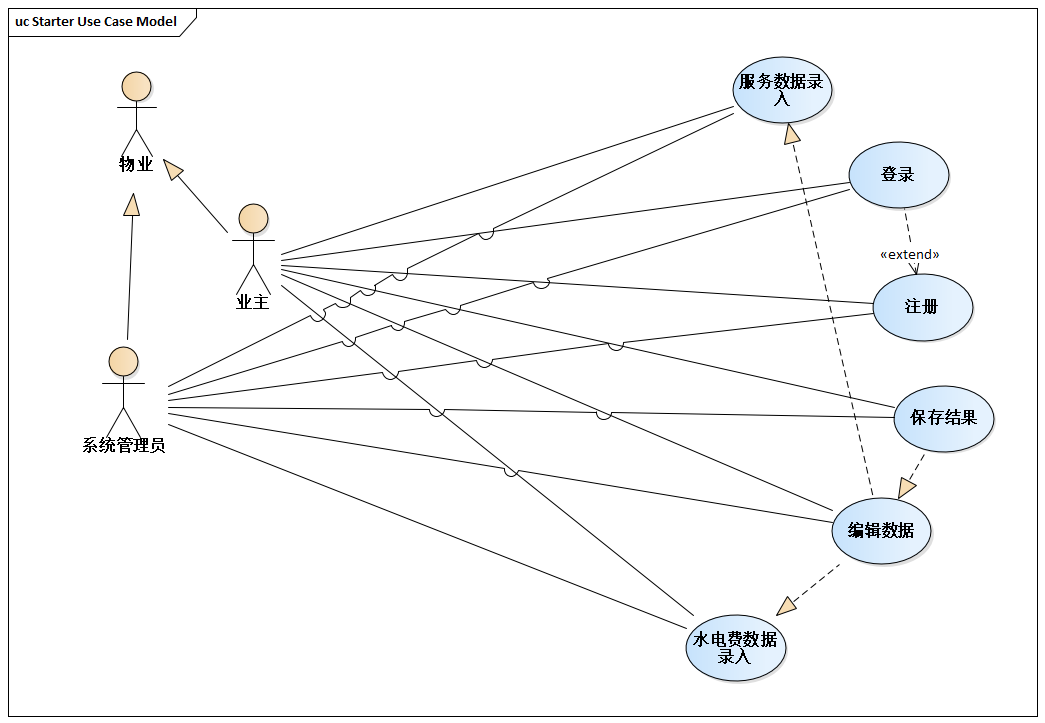 uc Starter Use Case Model
服务数据录
入
物业
登录
«extend»
业主
注册
保存结果
系统管理员
编辑数据
水电费数据
录入